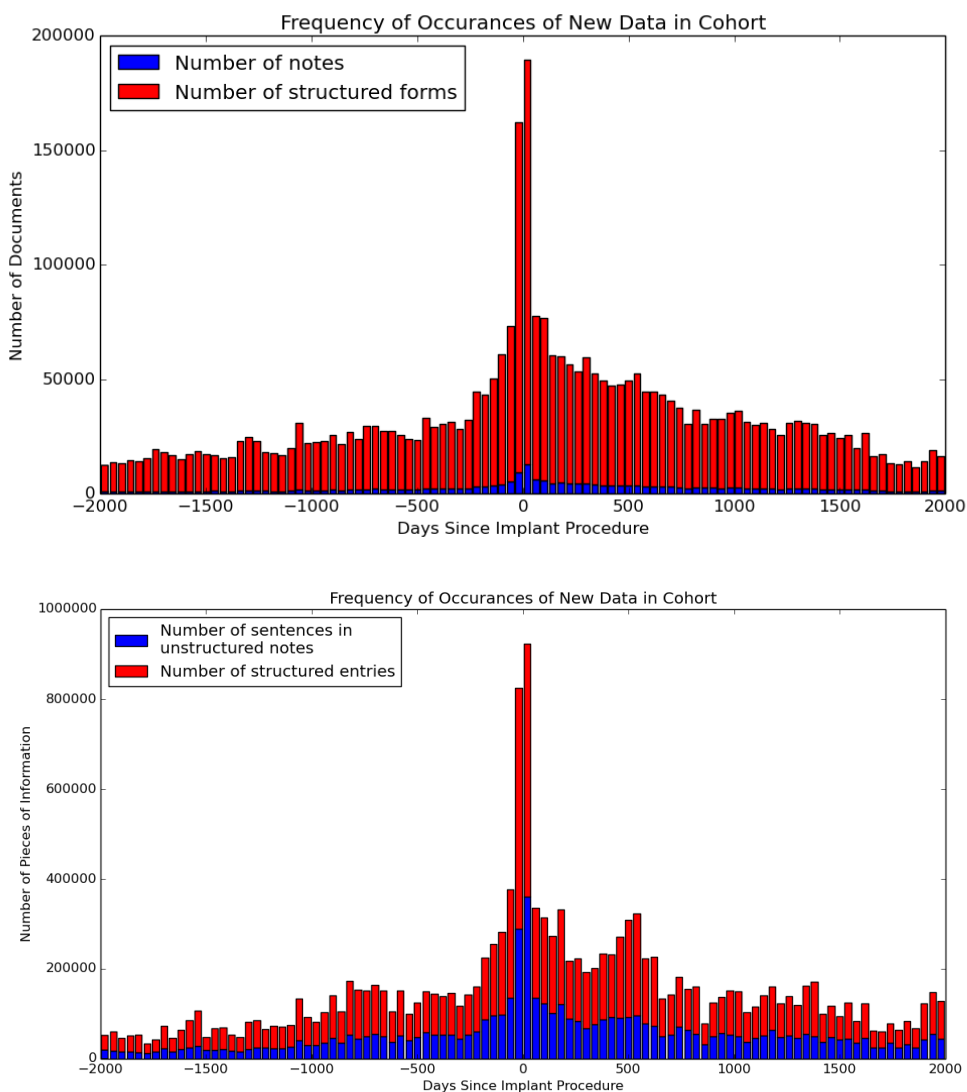 Frequency of Occurances of New Data in Cohort
200000
150000
100000
50000
0
Number of Documents
Number of notes
Number of structured forms
−2000 −1500 −1000 −500 0 500 1000 1500 2000
Days Since Implant Procedure
Frequency of Occurances of New Data in Cohort
1000000
800000
600000
400000
200000
0
Number of Pieces of Information
Number of sentences in
unstructured notes
Number of structured entries
−2000 −1500 −1000 −500 0 500 1000 1500 2000
Days Since Implant Procedure